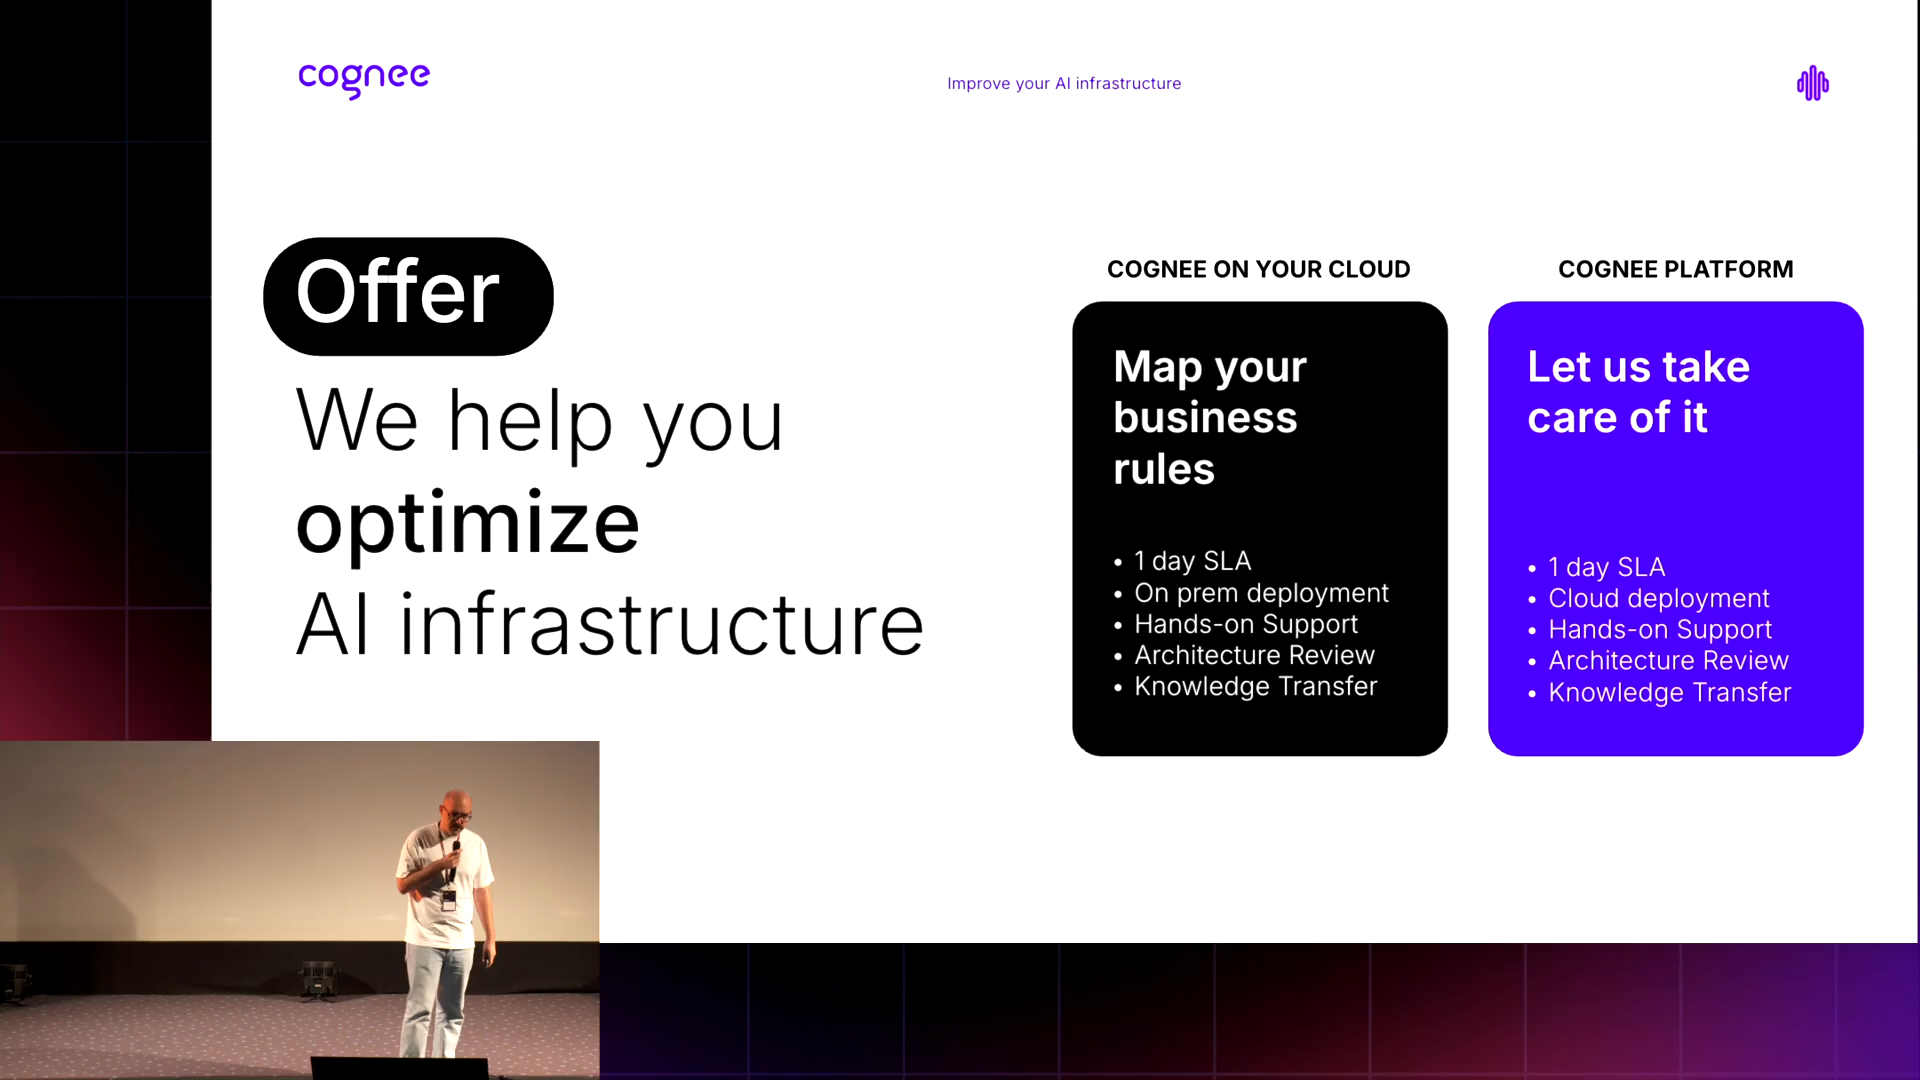 cognee
Improve your AI infrastructure
Offer
We help you
optimize
AI infrastructure
COGNEE ON YOUR CLOUD
Map your
business
rules
• 1 day SLA
• On prem deployment
• Hands-on Support
• Architecture Review
• Knowledge Transfer
COGNEE PLATFORM
Let us take
care of it
• 1 day SLA
• Cloud deployment
• Hands-on Support
• Architecture Review
• Knowledge Transfer